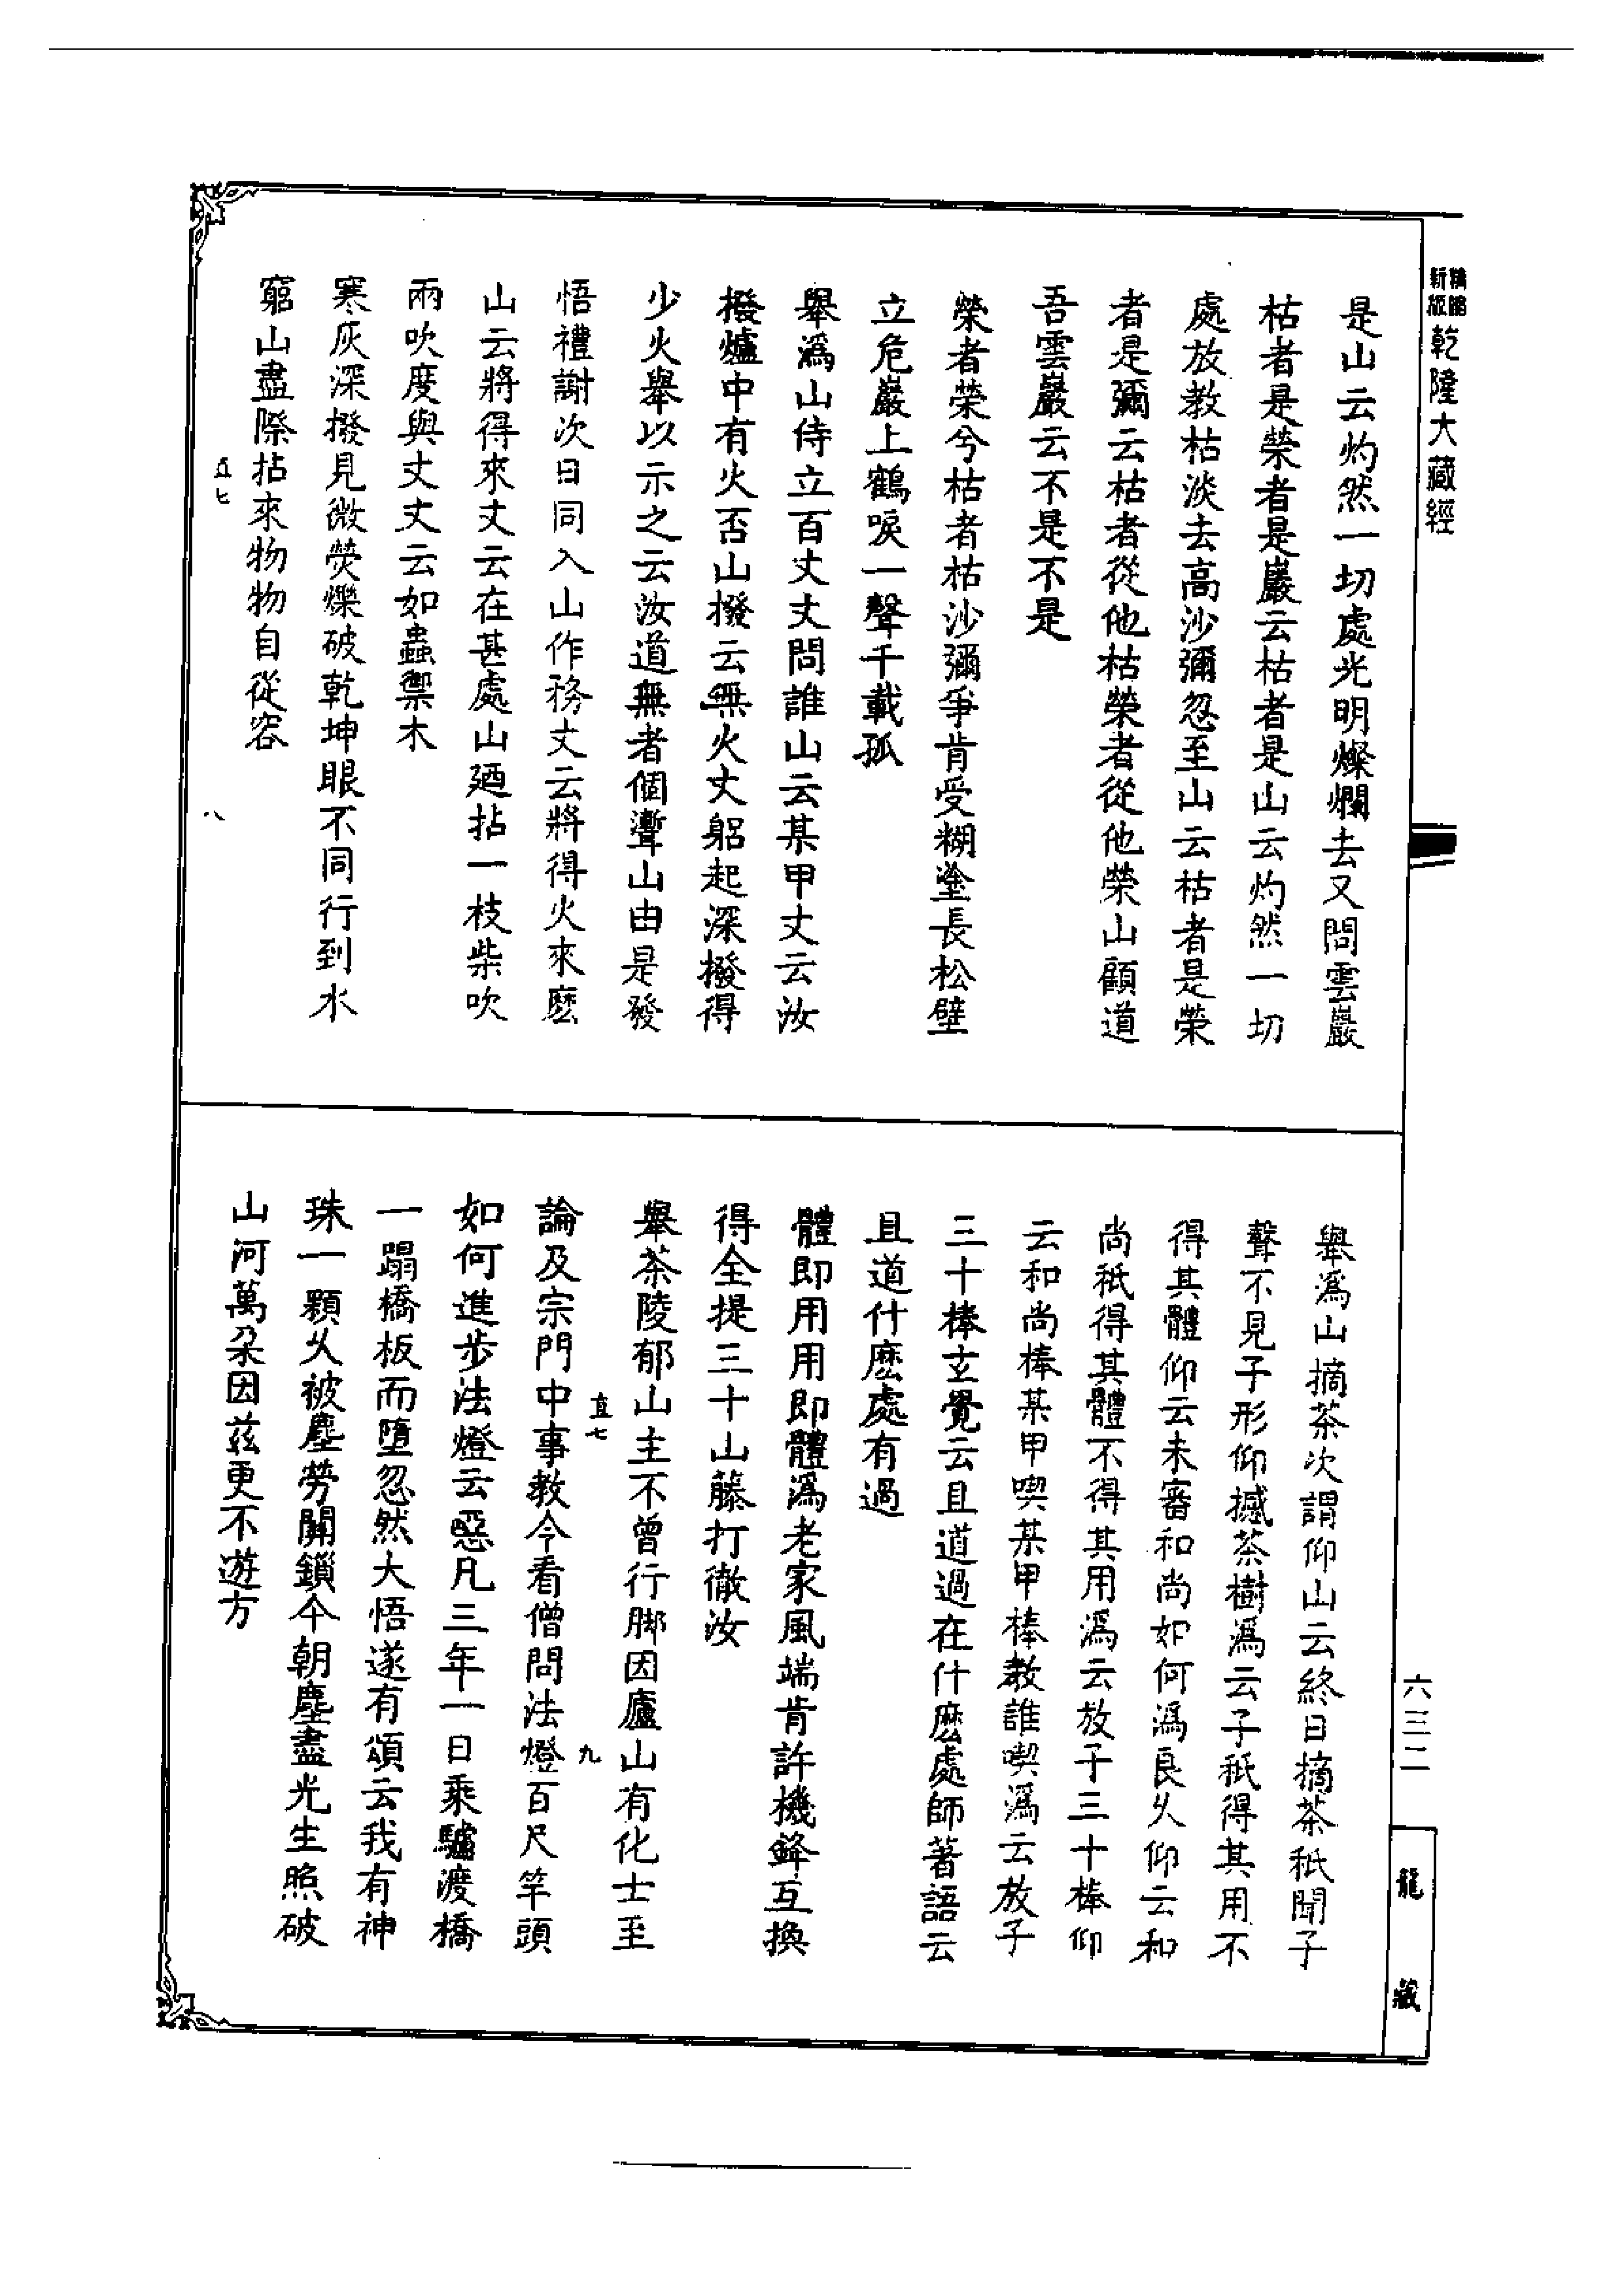 新版
精縮
乾隆大藏經
是山云灼然一切處光明燦爛去又問雲巖
枯者是榮者是巖云枯者是山云灼然一切
處放教枯淡去高沙彌忽至山云枯者是榮
者是彌云枯者從他枯榮者從他榮山顧道
吾雲巖云不是不是
榮者榮兮枯者枯沙彌爭肯受糊塗長松壁
立危巖上鶴唳一聲千載孤
舉溈山侍立百丈丈問誰山云某甲丈云汝
撥爐中有火否山撥云無火丈躬起深撥得
少火舉以示之云汝道無者個聻山由是發
悟禮謝次日同入山作務丈云將得火來麼
山云將得來丈云在甚處山廼拈一枝柴吹
兩吹度與丈丈云如蟲禦木
寒灰深撥見微熒爍破乾坤眼不同行到水
窮山盡際拈來物物自從容
直七
八
舉溈山摘茶次謂仰山云終日摘茶祇聞子
聲不見子形仰撼茶樹溈云子祇得其用不
得其體仰云未審和尚如何溈良久仰云和
尚祇得其體不得其用溈云放子三十棒仰
云和尚棒某甲喫某甲棒教誰喫溈云放子
三十棒玄覺云且道過在什麽處師著語云
且道什麽處有過
體即用用即體溈老家風端肯許機鋒互換
得全提三十山藤打徹汝
舉茶陵郁山主不曾行脚因廬山有化士至
直七
九
論及宗門中事教令看僧問法燈百尺竿頭
如何進步法燈云噁凡三年一日乘驢渡橋
一蹋橋板而墮忽然大悟遂有頌云我有神
珠一顆久被塵勞關鎖今朝塵盡光生照破
山河萬朶因茲更不遊方
六三二
龍藏